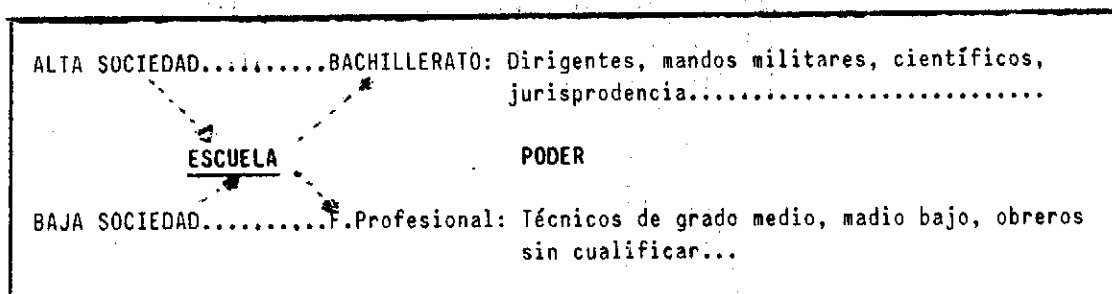 ALTA SOCIEDAD...........BACHILLERATO: Dirigentes, mandos militares, científicos,
jurisprodencia.............................
ESCUELA PODER
BAJA SOCIEDAD...........F.Profesional: Técnicos de grado medio, madio bajo, obreros
sin cualificar...